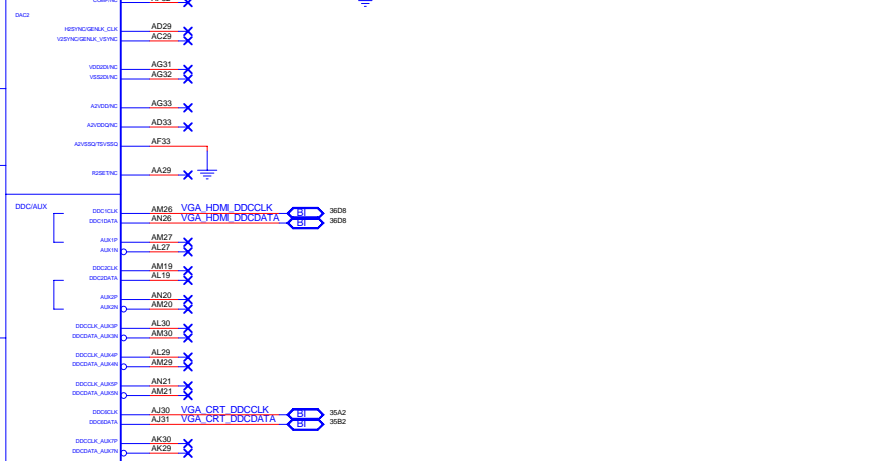 DAC2
H2SYNC/GENLK_CLK AD29
V2SYNC/GENLK_VSYNC AC29
VDD2DI/NC AG31
VSS2DI/NC AG32
A2VDD/NC AG33
A2VDDQ/NC AD33
A2VSSQ/TSVSSQ AF33
R2SET/NC AA29
DDC/AUX
DDC1CLK AM26 VGA_HDMI_DDCCLK BI 36D8
DDC1DATA AN26 VGA_HDMI_DDCDATA BI 36D8
AUX1P AM27
AUX1N AL27
DDC2CLK AM19
DDC2DATA AL19
AUX2P AN20
AUX2N AM20
DDCCLK_AUX3P AL30
DDCDATA_AUX3N AM30
DDCCLK_AUX4P AL29
DDCDATA_AUX4N AM29
DDCCLK_AUX5P AN21
DDCDATA_AUX5N AM21
DDC6CLK AJ30 VGA_CRT_DDCCLK BI 35A2
DDC6DATA AJ31 VGA_CRT_DDCDATA BI 35B2
DDCCLK_AUX7P AK30
DDCDATA_AUX7N AK29